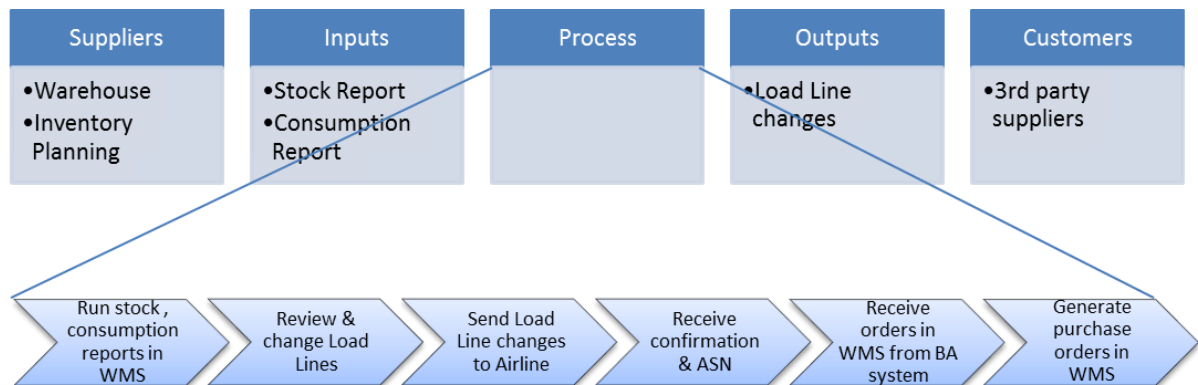 Suppliers
Inputs
Process
Outputs
Customers
•Warehouse
•Inventory
Planning
•Stock Report
•Consumption
Report
•Load Line
changes
•3rd party
suppliers
Run stock ,
consumption
reports in
WMS
Review &
change Load
Lines
Send Load
Line changes
to Airline
Receive
confirmation
& ASN
Receive
orders in
WMS from BA
system
Generate
purchase
orders in
WMS